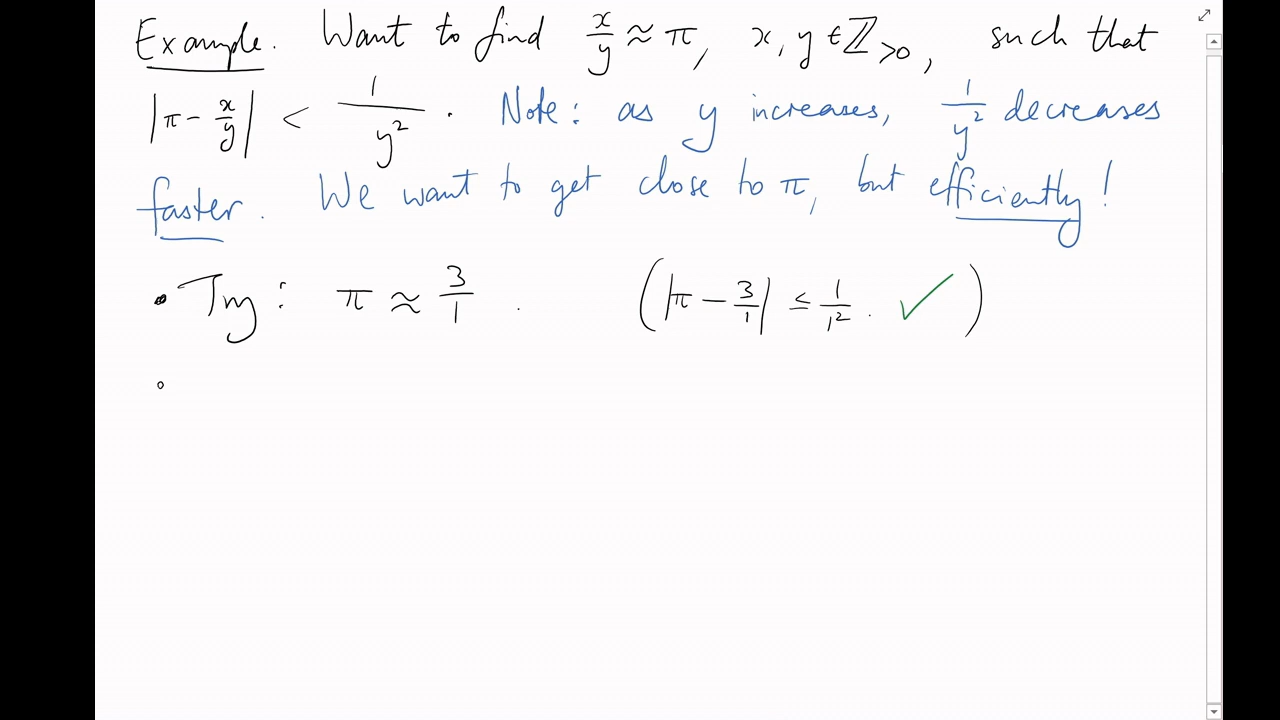 Example. Want to find x/y ≈ π, x, y ∈ ℤ_{>0}, such that
|π - x/y| < 1/y². Note: as y increases, 1/y² decreases
faster. We want to get close to π, but efficiently!
• Try: π ≈ 3/1. (|π - 3/1| ≤ 1/1². ✓)